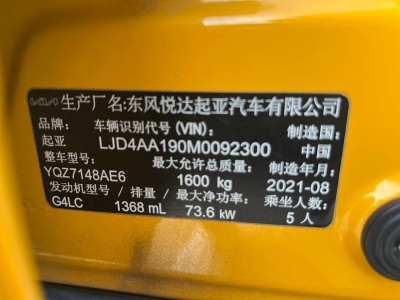 KIA 生产厂名:东风悦达起亚汽车有限公司
品牌: 车辆识别代号(VIN): 制造国:
起亚 LJD4AA190M0092300 中国
整车型号: 最大允许总质量: 制造年月:
YQZ7148AE6 1600 kg 2021-08
发动机型号 / 排量 / 最大净功率: 乘坐人数:
G4LC 1368 mL 73.6 kW 5 人